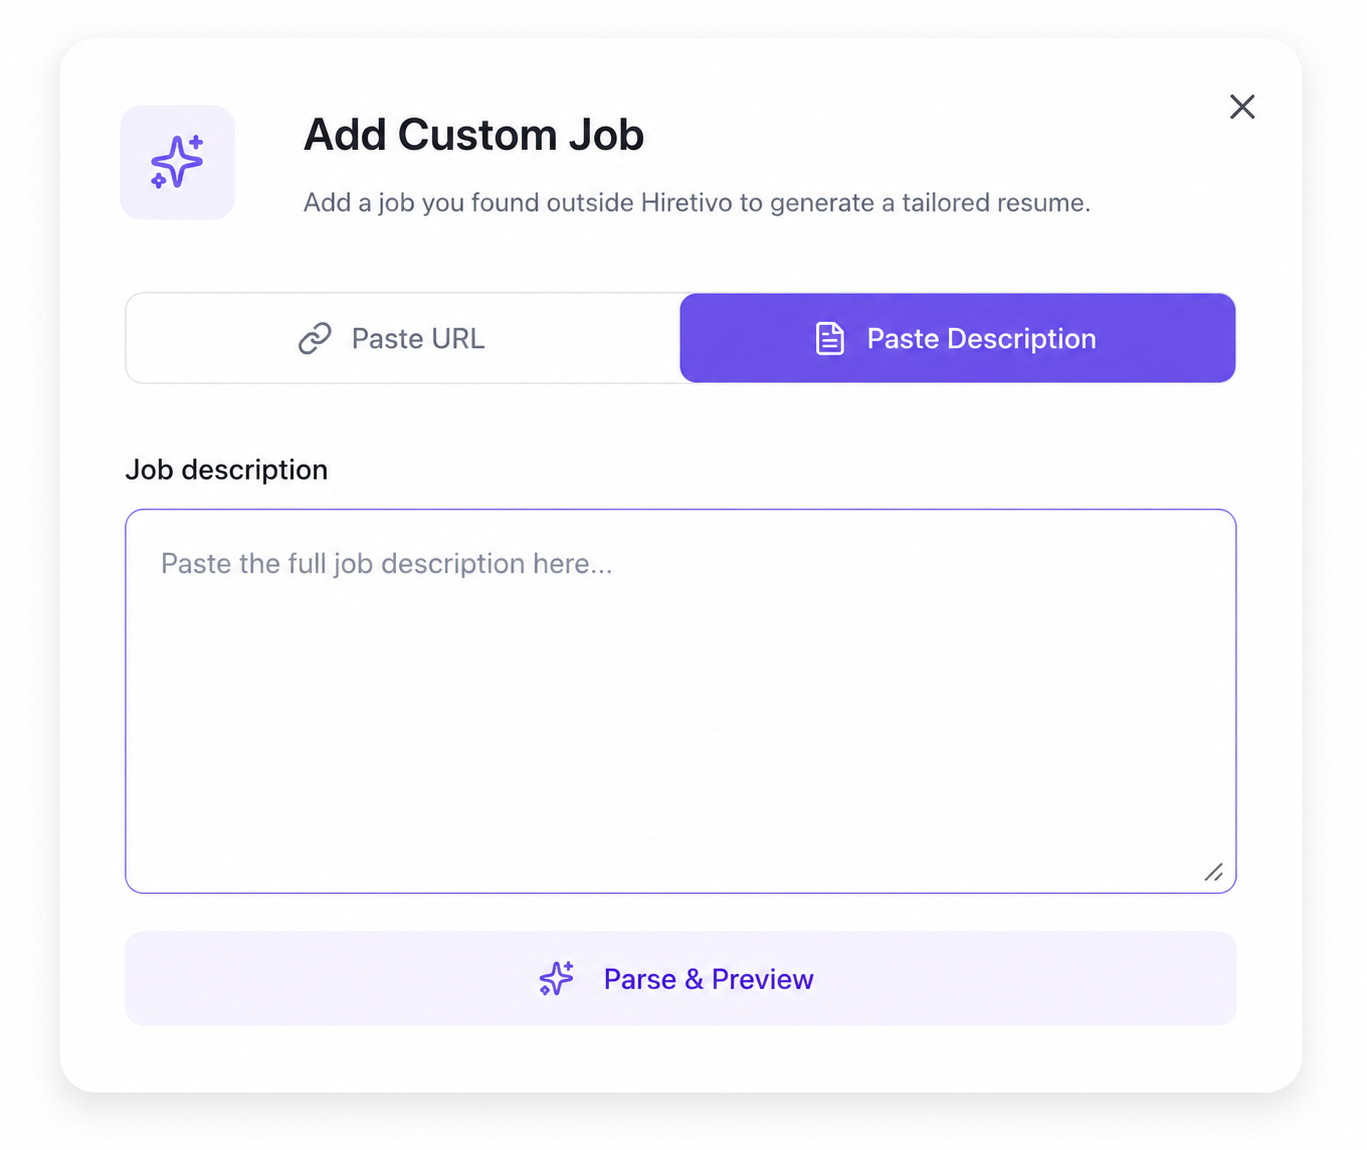 Add Custom Job
Add a job you found outside Hiretivo to generate a tailored resume.
Paste URL
Paste Description
Job description
Paste the full job description here...
Parse & Preview